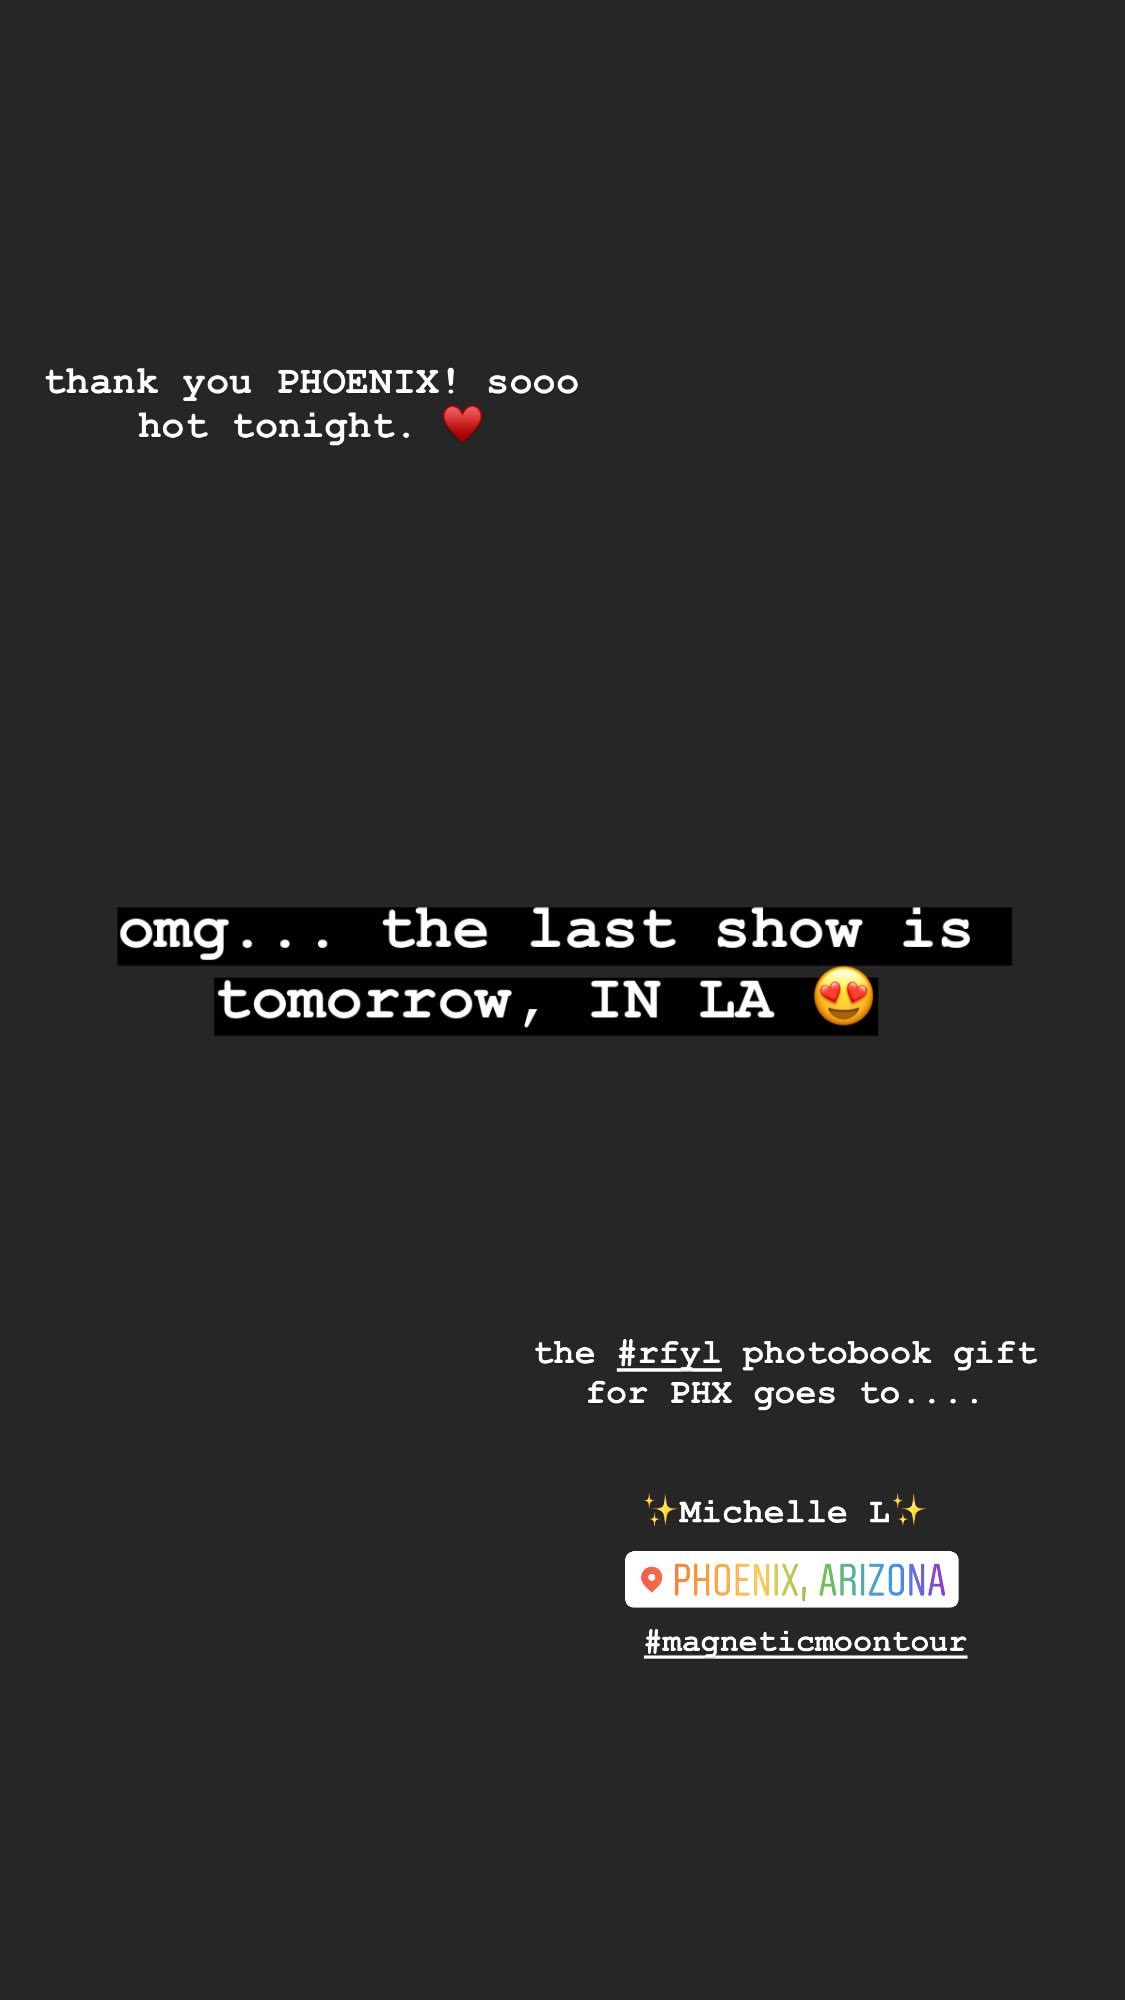 thank you PHOENIX! sooo
hot tonight. ♥️
omg... the last show is
tomorrow, IN LA 😍
the #rfyl photobook gift
for PHX goes to....
✨Michelle L✨
PHOENIX, ARIZONA
#magneticmoontour